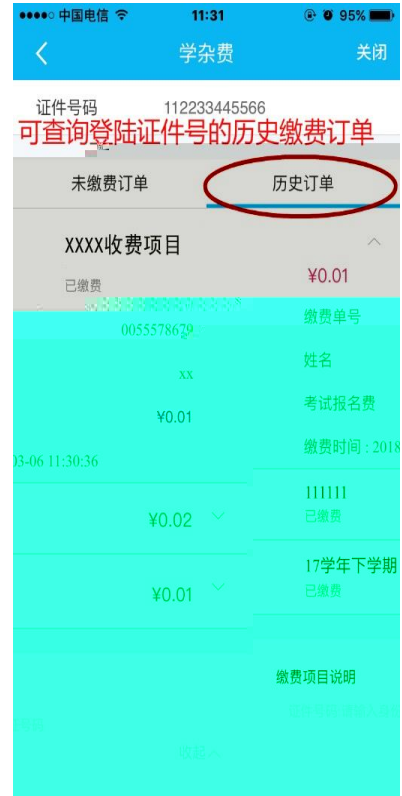 中国电信 11:31 95%
学杂费 关闭
证件号码 112233445566
可查询登陆证件号的历史缴费订单
未缴费订单 历史订单
XXXX收费项目
¥0.01
已缴费
缴费单号
0055578679
姓名
xx
考试报名费
¥0.01
缴费时间 : 2018
03-06 11:30:36
111111
¥0.02
已缴费
17学年下学期
¥0.01
已缴费
缴费项目说明
收起